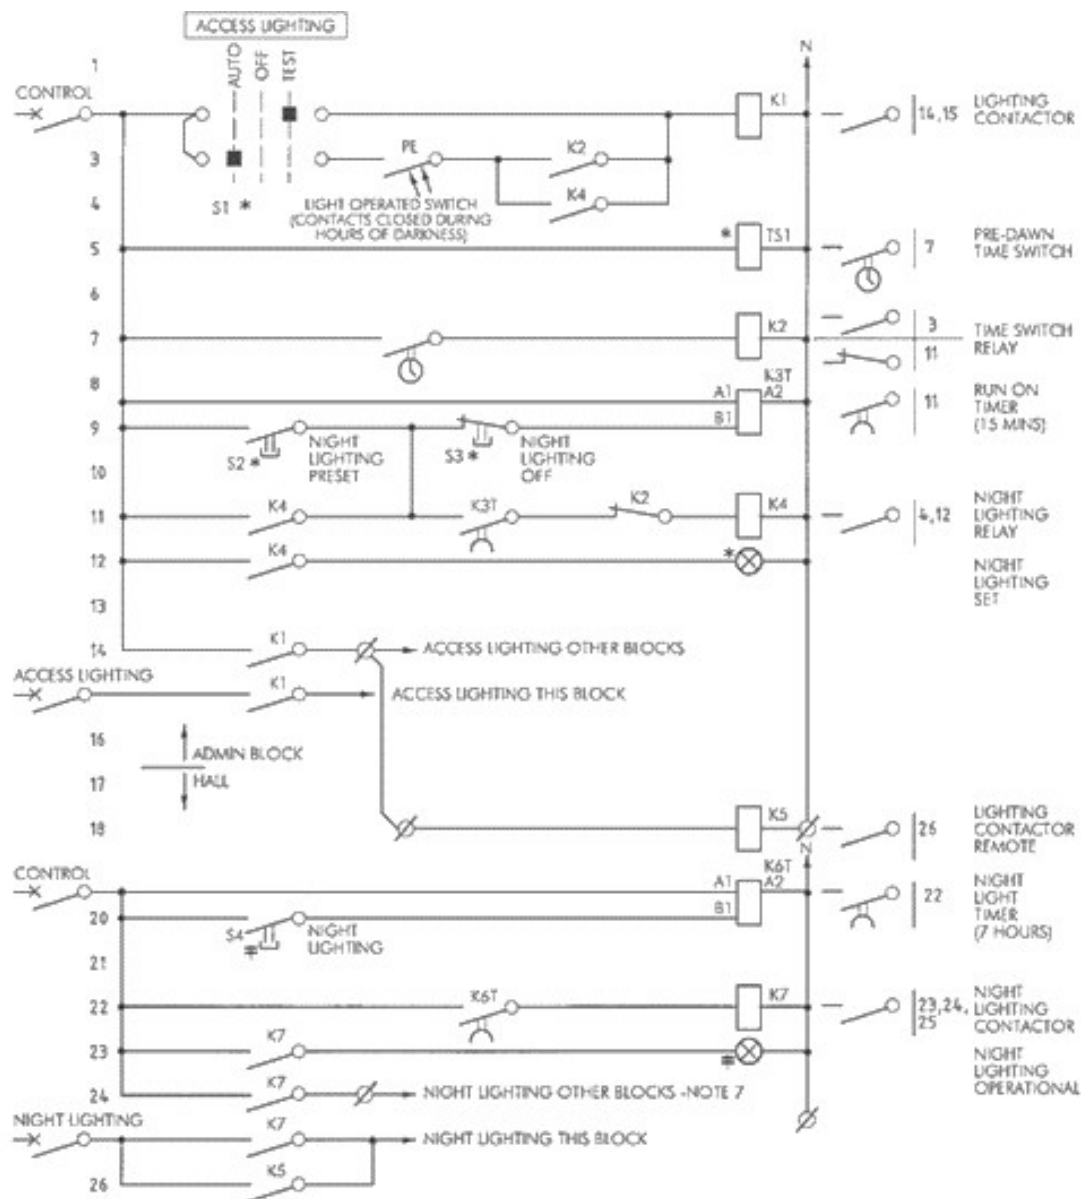 ACCESS LIGHTING
AUTO
OFF
TEST
N
1
CONTROL
K1
14,15
LIGHTING
CONTACTOR
3
PE
K2
4
K4
S1 *
LIGHT OPERATED SWITCH
(CONTACTS CLOSED DURING
HOURS OF DARKNESS)
5
* TS1
7
PRE-DAWN
TIME SWITCH
6
7
K2
3
11
TIME SWITCH
RELAY
8
K3T
A1
A2
B1
11
RUN ON
TIMER
(15 MINS)
9
S2 *
NIGHT
LIGHTING
PRESET
S3 *
NIGHT
LIGHTING
OFF
10
11
K4
K3T
K2
K4
4,12
NIGHT
LIGHTING
RELAY
12
K4
*
NIGHT
LIGHTING
SET
13
14
K1
ACCESS LIGHTING OTHER BLOCKS
ACCESS LIGHTING
K1
ACCESS LIGHTING THIS BLOCK
16
ADMIN BLOCK
17
HALL
18
K5
26
LIGHTING
CONTACTOR
REMOTE
N
CONTROL
K6T
A1
A2
B1
22
NIGHT
LIGHT
TIMER
(7 HOURS)
20
S4
NIGHT
LIGHTING
21
22
K6T
K7
23,24,
25
NIGHT
LIGHTING
CONTACTOR
23
K7
NIGHT
LIGHTING
OPERATIONAL
24
K7
NIGHT LIGHTING OTHER BLOCKS -NOTE 7
NIGHT LIGHTING
K7
NIGHT LIGHTING THIS BLOCK
26
K5